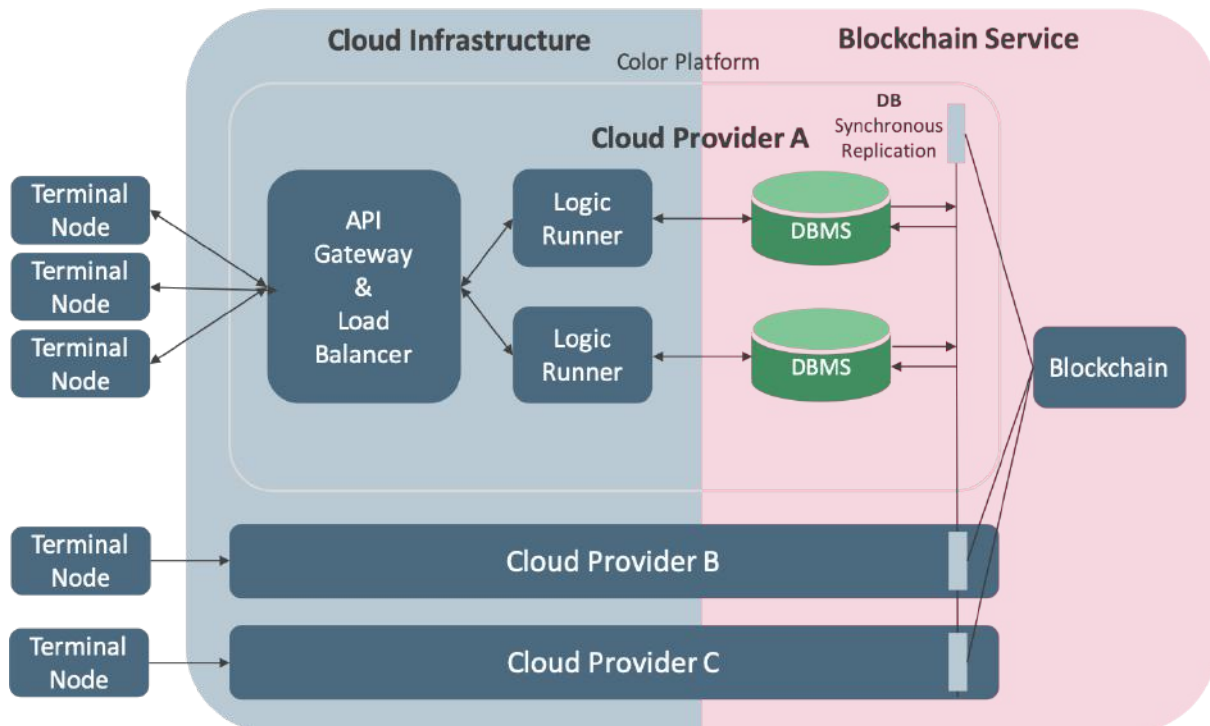 Cloud Infrastructure
Blockchain Service
Color Platform
Cloud Provider A
DB
Synchronous
Replication
Terminal
Node
Terminal
Node
Terminal
Node
API
Gateway
&
Load
Balancer
Logic
Runner
Logic
Runner
DBMS
DBMS
Blockchain
Terminal
Node
Cloud Provider B
Terminal
Node
Cloud Provider C